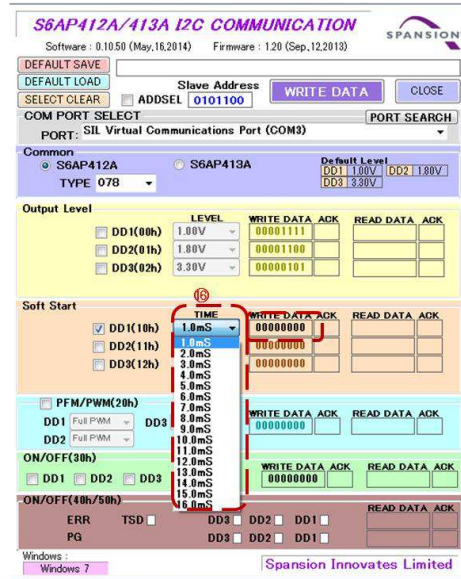 S6AP412A/413A I2C COMMUNICATION
SPANSION
Software : 0.10.50 (May,16,2014) Firmware : 1.20 (Sep,12,2013)
DEFAULT SAVE
DEFAULT LOAD
Slave Address
SELECT CLEAR ADDSEL 0101100 WRITE DATA CLOSE
COM PORT SELECT PORT SEARCH
PORT: SIL Virtual Communications Port (COM3)
Common
S6AP412A S6AP413A Default Level
DD1 1.00V DD2 1.80V
TYPE 078 DD3 3.30V
Output Level
LEVEL WRITE DATA ACK READ DATA ACK
DD1(00h) 1.00V 00001111
DD2(01h) 1.80V 00001100
DD3(02h) 3.30V 00000101
⑯
Soft Start
TIME WRITE DATA ACK READ DATA ACK
DD1(10h) 1.0mS 00000000
DD2(11h) 00000000
DD3(12h) 00000000
1.0mS
2.0mS
3.0mS
4.0mS
5.0mS
6.0mS
7.0mS
8.0mS
9.0mS
10.0mS
11.0mS
12.0mS
13.0mS
14.0mS
15.0mS
16.0mS
PFM/PWM(20h)
WRITE DATA ACK READ DATA ACK
DD1 Full PWM DD3 00000000
DD2 Full PWM
ON/OFF(30h)
WRITE DATA ACK READ DATA ACK
DD1 DD2 DD3 00000000
ON/OFF(40h/50h)
READ DATA ACK
ERR TSD DD3 DD2 DD1
PG DD3 DD2 DD1
Windows :
Windows 7 Spansion Innovates Limited